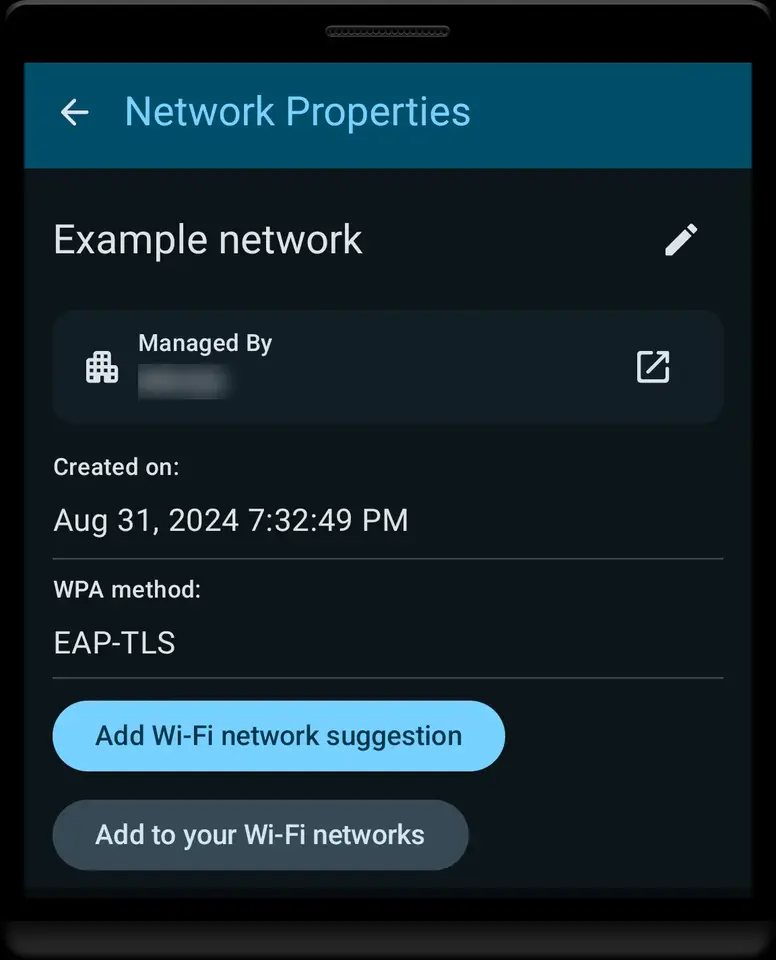 Network Properties
Example network
Managed By
Created on:
Aug 31, 2024 7:32:49 PM
WPA method:
EAP-TLS
Add Wi-Fi network suggestion
Add to your Wi-Fi networks